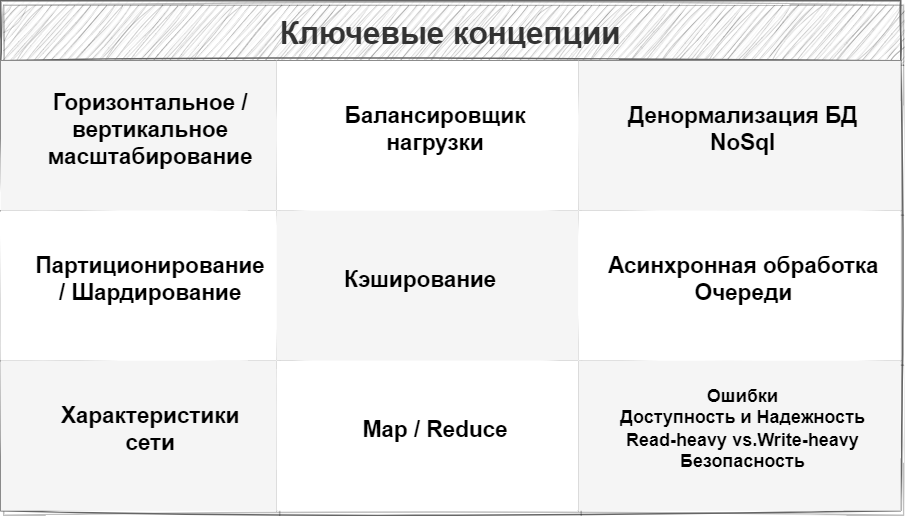 Ключевые концепции
Горизонтальное /
вертикальное
масштабирование
Балансировщик
нагрузки
Денормализация БД
NoSql
Партиционирование
/ Шардирование
Кэширование
Асинхронная обработка
Очереди
Характеристики
сети
Map / Reduce
Ошибки
Доступность и Надежность
Read-heavy vs.Write-heavy
Безопасность